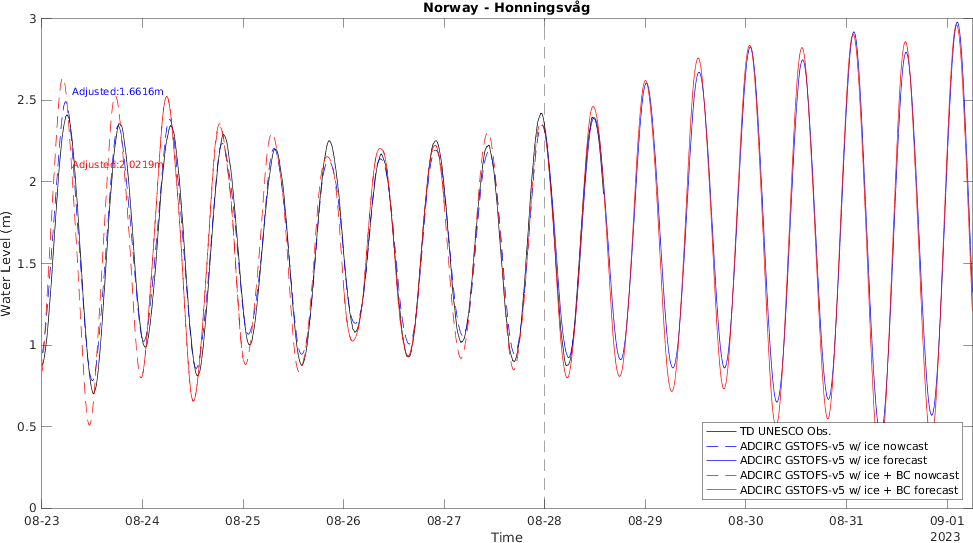 Norway - Honningsvåg
3
2.5
2
1.5
1
0.5
0
Water Level (m)
Adjusted:1.6616m
Adjusted:2.0219m
TD UNESCO Obs.
ADCIRC GSTOFS-v5 w/ ice nowcast
ADCIRC GSTOFS-v5 w/ ice forecast
ADCIRC GSTOFS-v5 w/ ice + BC nowcast
ADCIRC GSTOFS-v5 w/ ice + BC forecast
08-23 08-24 08-25 08-26 08-27 08-28 08-29 08-30 08-31 09-01
2023
Time